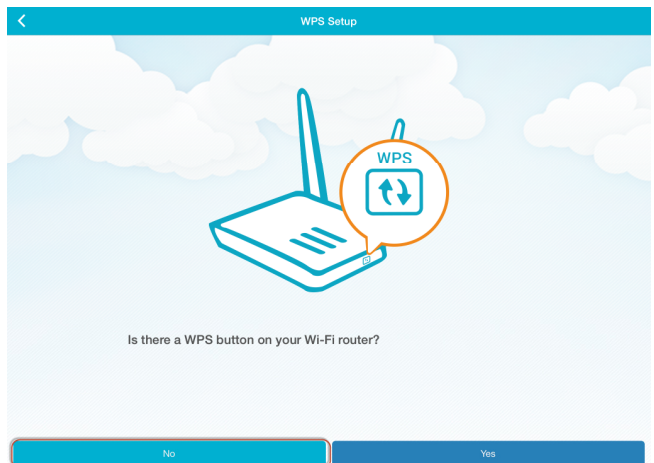 WPS Setup
WPS
Is there a WPS button on your Wi-Fi router?
No
Yes